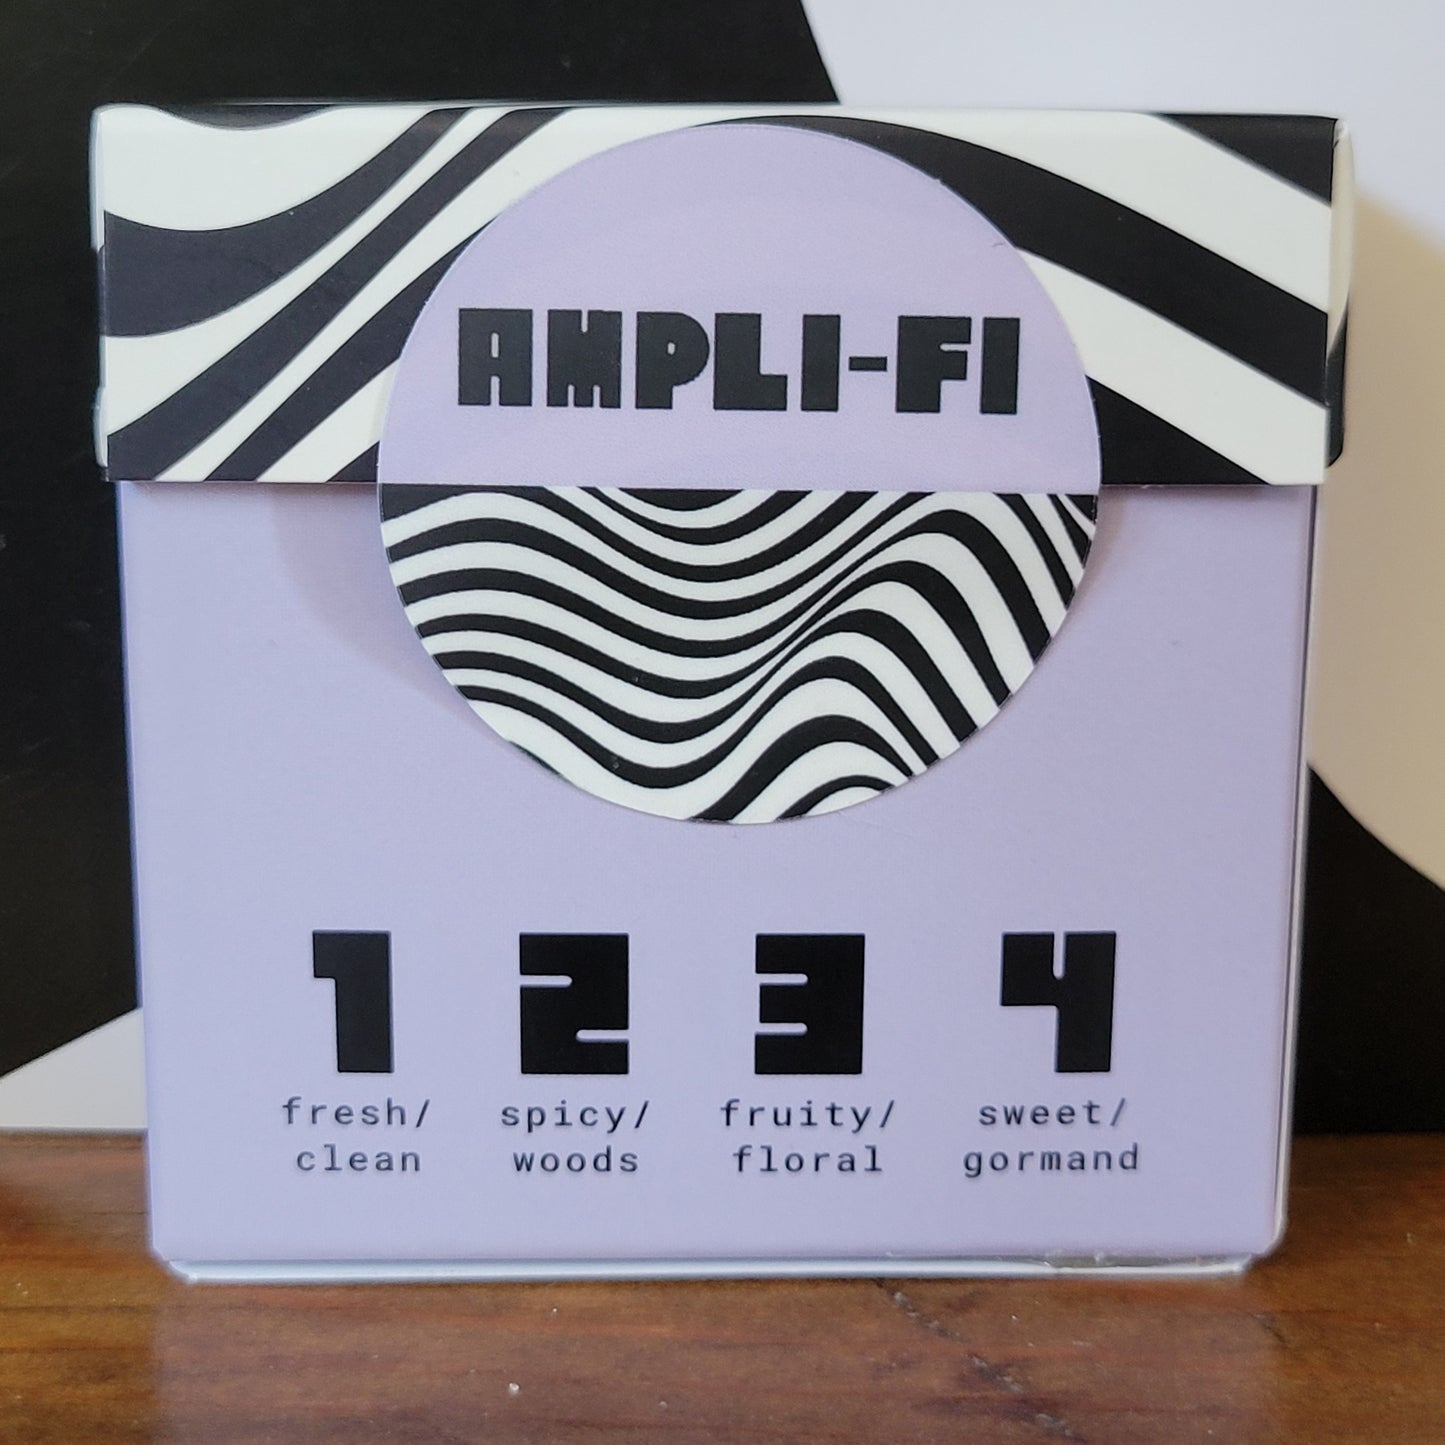 AMPLI-FI
1 2 3 4
fresh/ spicy/ fruity/ sweet/
clean woods floral gormand